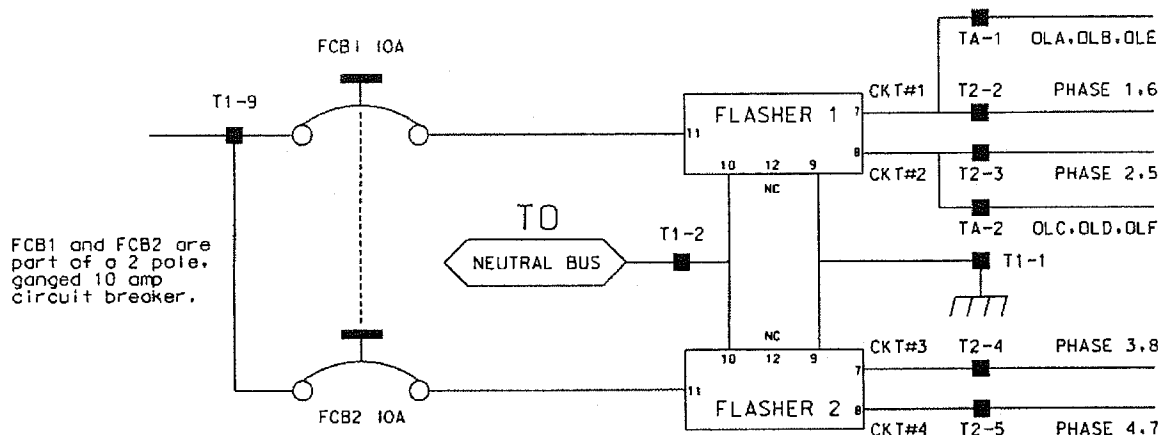 FCB1 10A
T1-9
FCB1 and FCB2 are
part of a 2 pole,
ganged 10 amp
circuit breaker.
FCB2 10A
TO
NEUTRAL BUS
T1-2
FLASHER 1
11
7
8
10 12 9
NC
CKT#1
CKT#2
TA-1 OLA,OLB,OLE
T2-2 PHASE 1,6
T2-3 PHASE 2,5
TA-2 OLC,OLD,OLF
T1-1
NC
10 12 9
11
7
8
FLASHER 2
CKT#3 T2-4 PHASE 3,8
CKT#4 T2-5 PHASE 4,7